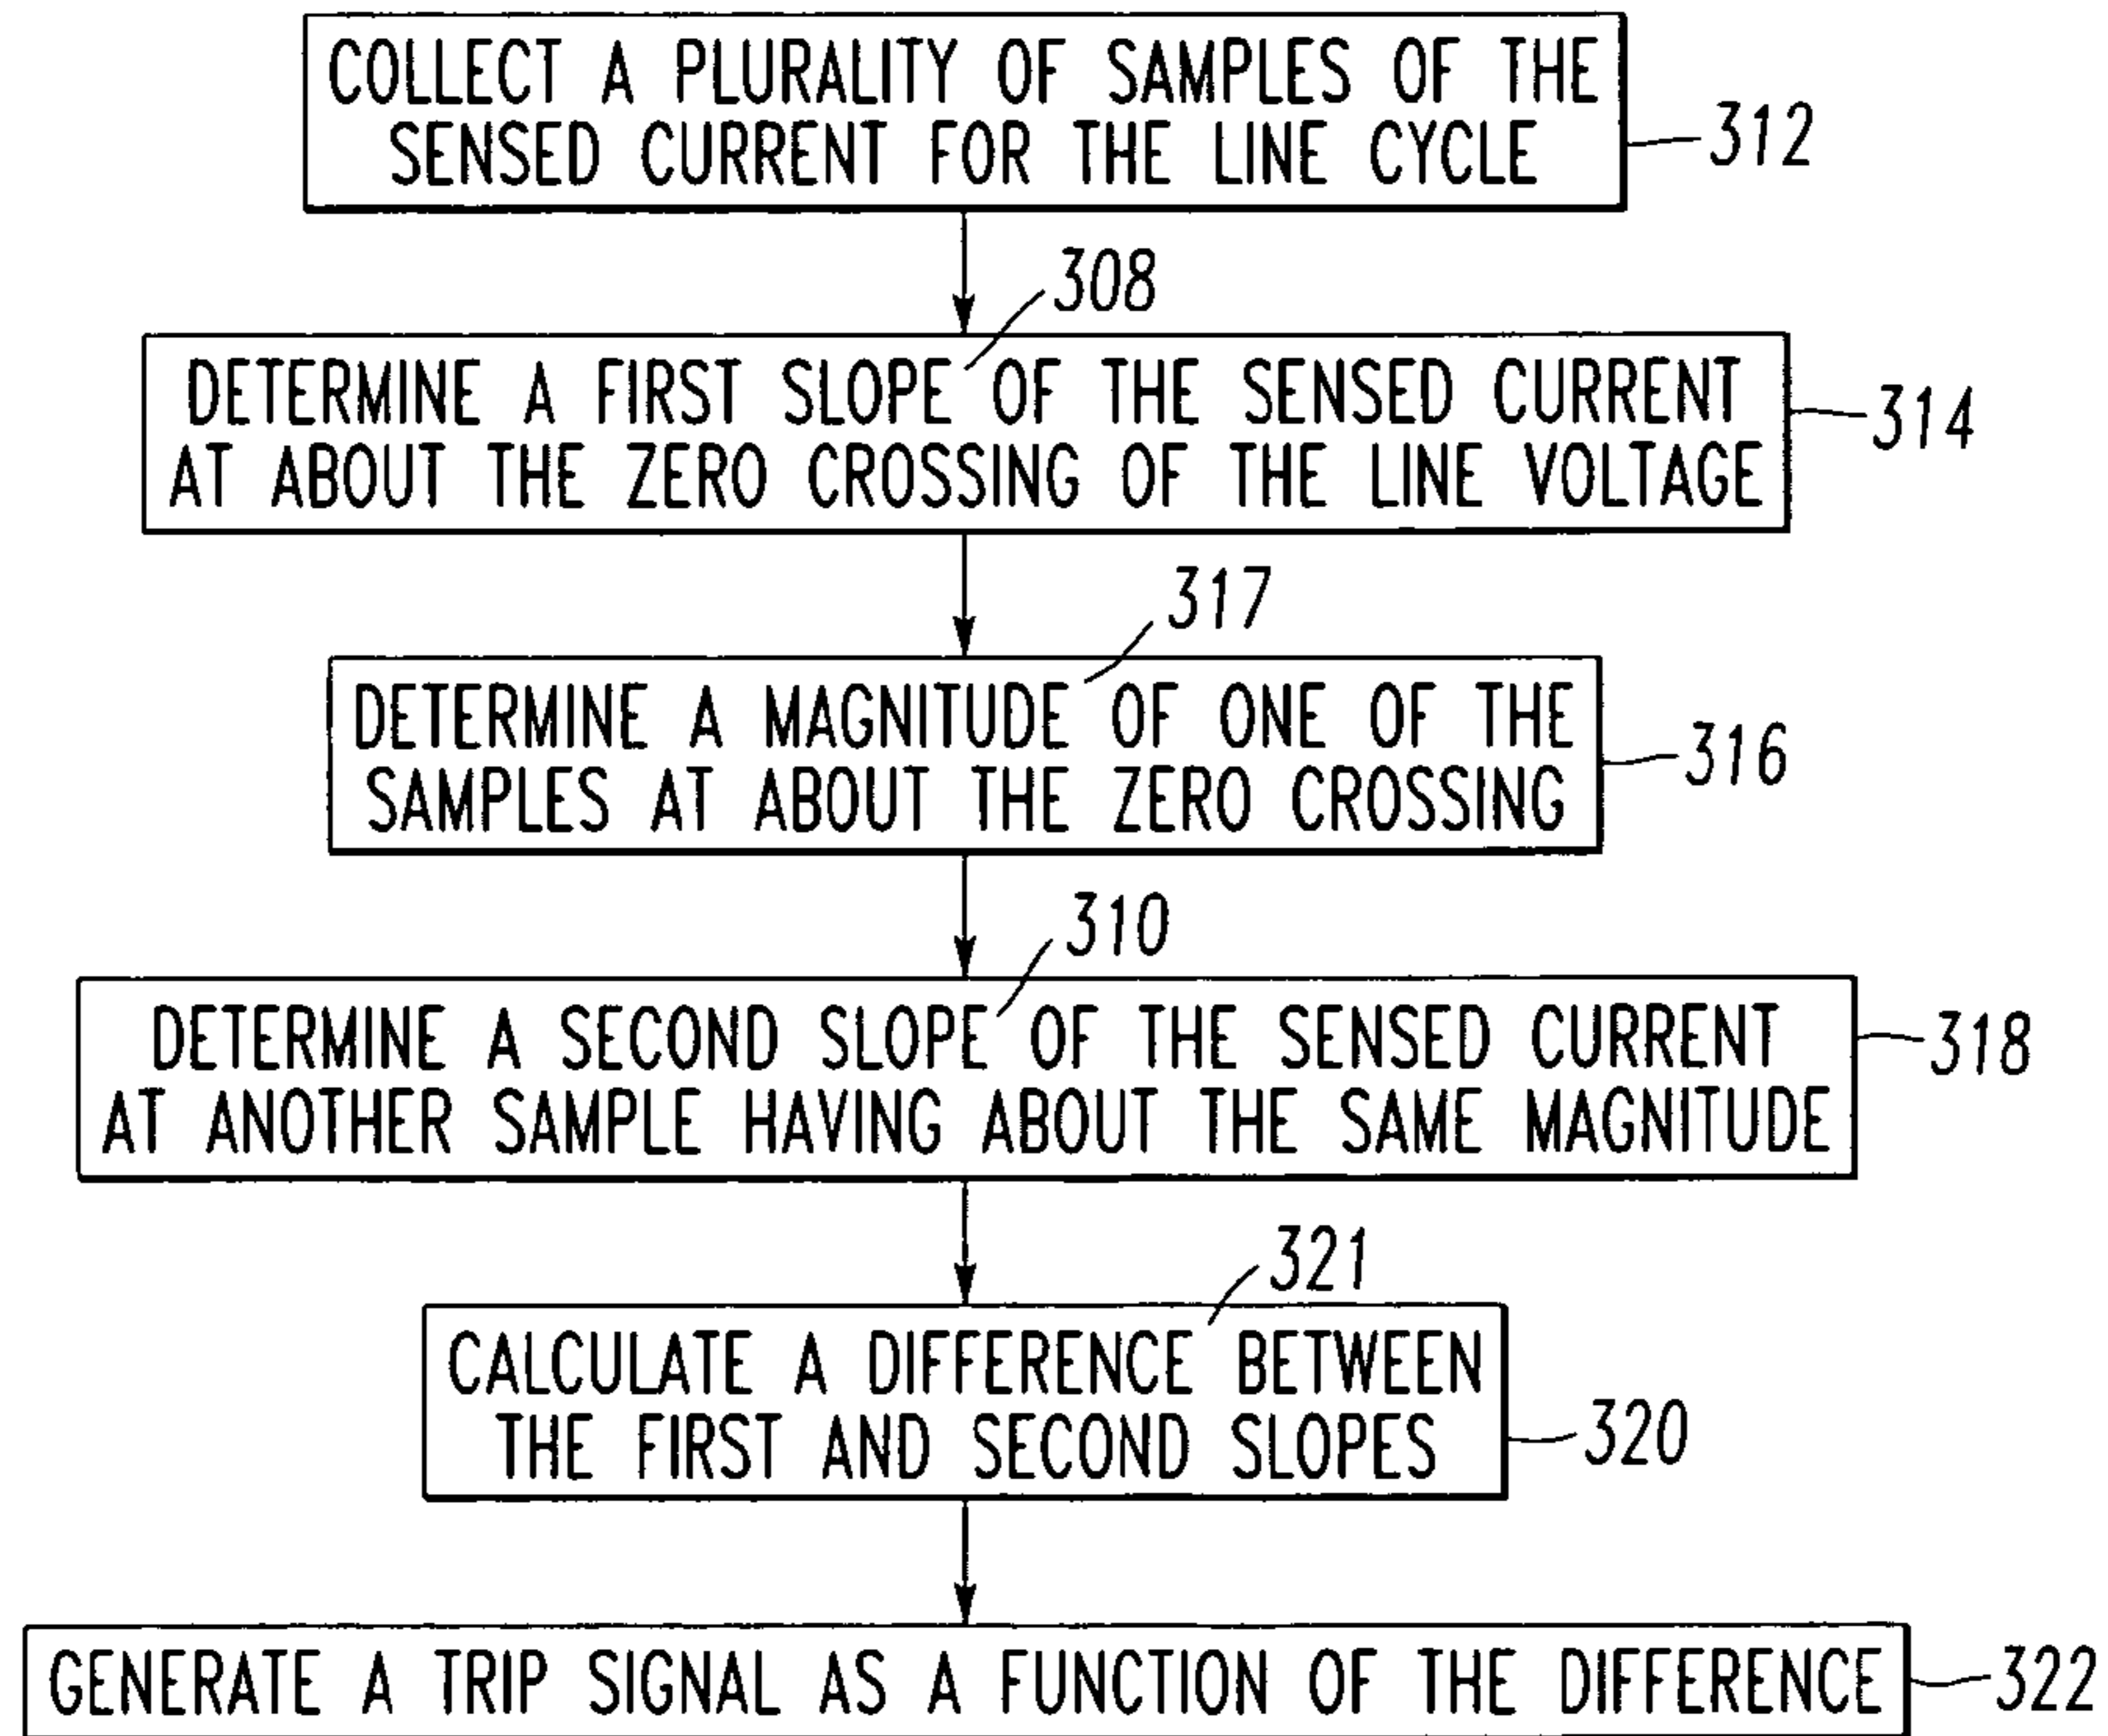 COLLECT A PLURALITY OF SAMPLES OF THE
SENSED CURRENT FOR THE LINE CYCLE
312
308
DETERMINE A FIRST SLOPE OF THE SENSED CURRENT
AT ABOUT THE ZERO CROSSING OF THE LINE VOLTAGE
314
317
DETERMINE A MAGNITUDE OF ONE OF THE
SAMPLES AT ABOUT THE ZERO CROSSING
316
310
DETERMINE A SECOND SLOPE OF THE SENSED CURRENT
AT ANOTHER SAMPLE HAVING ABOUT THE SAME MAGNITUDE
318
321
CALCULATE A DIFFERENCE BETWEEN
THE FIRST AND SECOND SLOPES
320
GENERATE A TRIP SIGNAL AS A FUNCTION OF THE DIFFERENCE
322